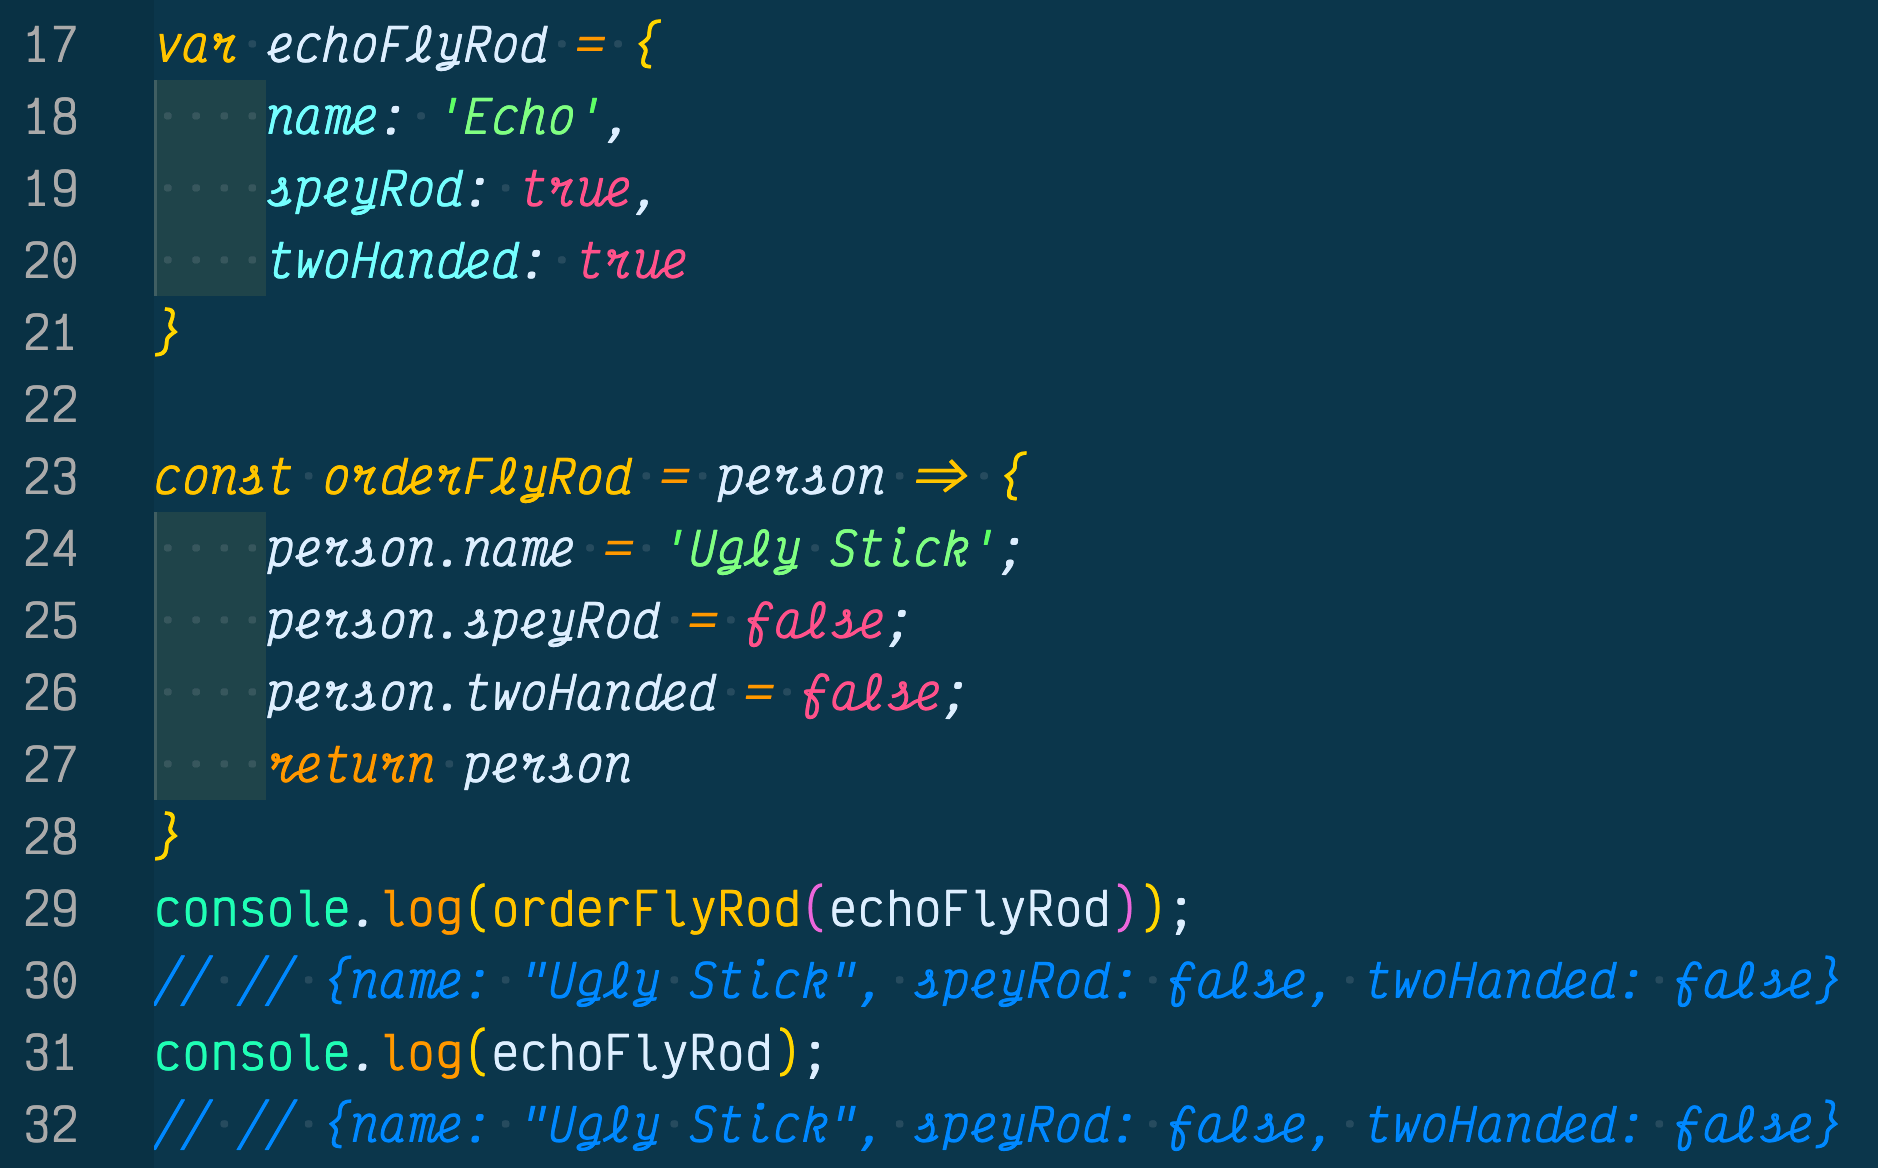 17 var echoFlyRod = {
18     name: 'Echo',
19     speyRod: true,
20     twoHanded: true
21 }
22
23 const orderFlyRod = person => {
24     person.name = 'Ugly Stick';
25     person.speyRod = false;
26     person.twoHanded = false;
27     return person
28 }
29 console.log(orderFlyRod(echoFlyRod));
30 // // {name: "Ugly Stick", speyRod: false, twoHanded: false}
31 console.log(echoFlyRod);
32 // // {name: "Ugly Stick", speyRod: false, twoHanded: false}